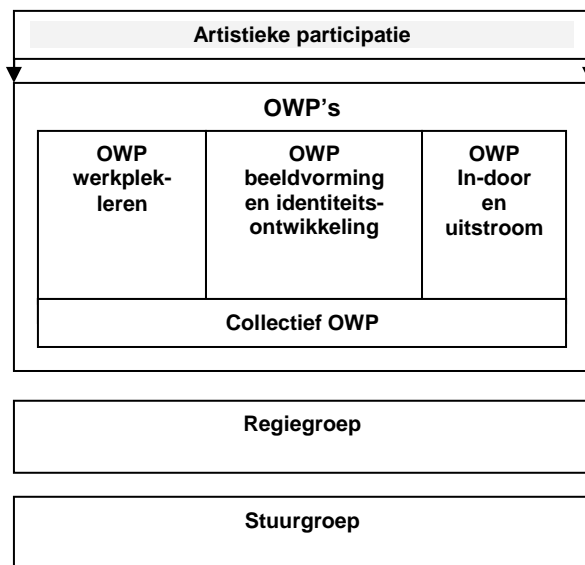 Artistieke participatie
OWP's
OWP
werkplek-
leren
OWP
beeldvorming
en identiteits-
ontwikkeling
OWP
In-door
en
uitstroom
Collectief OWP
Regiegroep
Stuurgroep